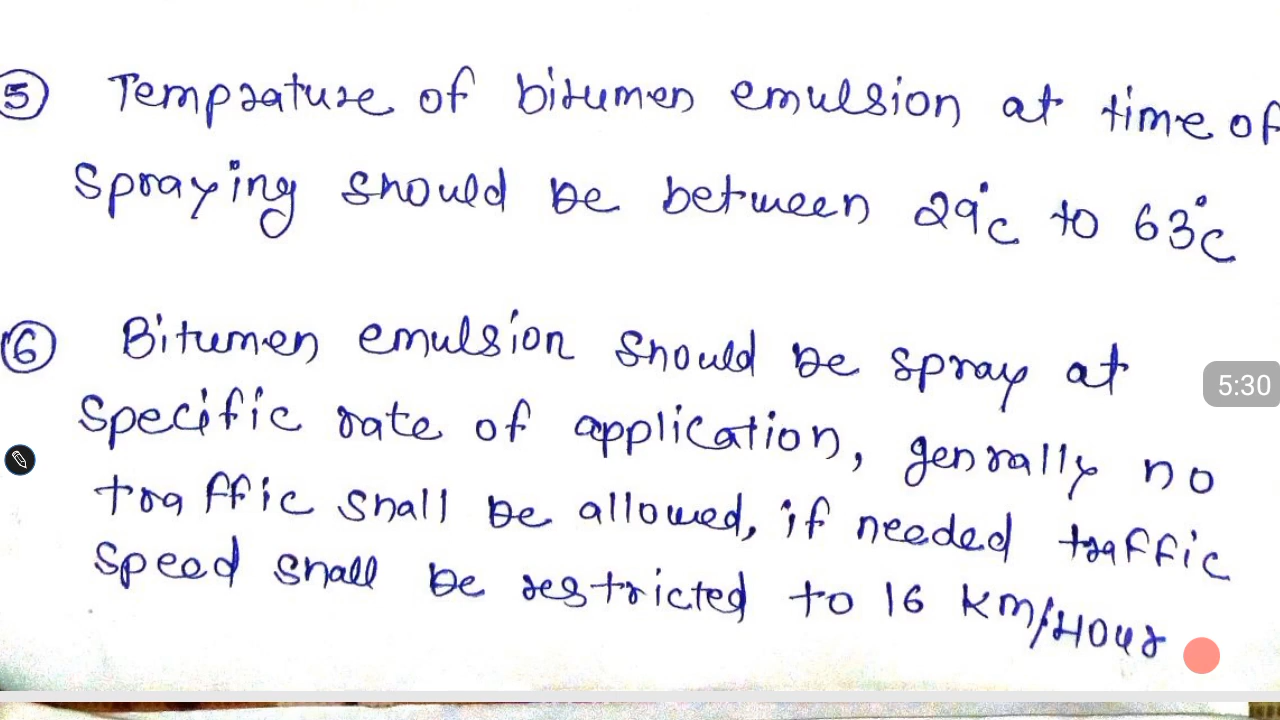 5 Temprature of bitumen emulsion at time of
spraying should be between 29°c to 63°c
6 Bitumen emulsion should be spray at
specific rate of application, genrally no
traffic shall be allowed, if needed traffic
speed shall be restricted to 16 km/Hour
5:30